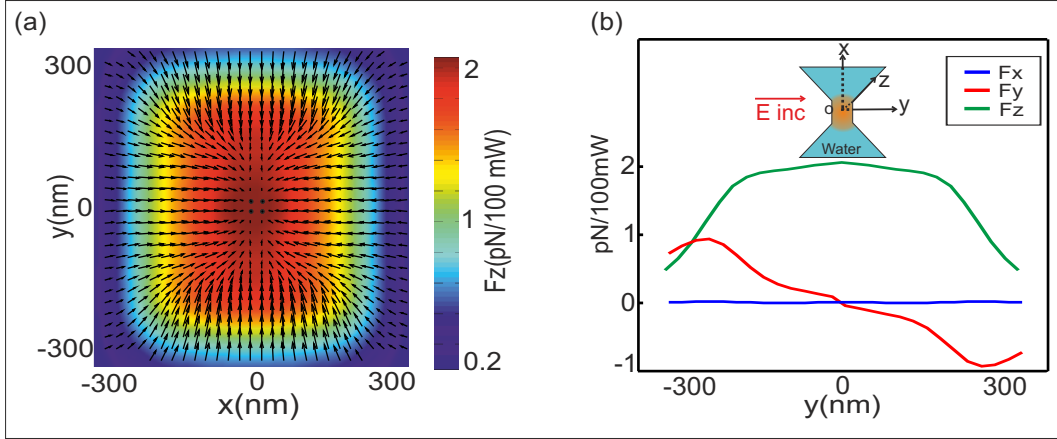 (a)
300
0
-300
y(nm)
-300
0
300
x(nm)
2
1
0.2
Fz(pN/100 mW)
(b)
x
z
o
y
E inc
Water
Fx
Fy
Fz
2
1
0
-1
pN/100mW
-300
0
300
y(nm)